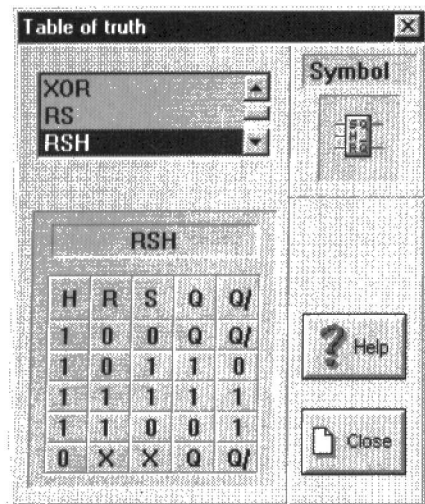 Table of truth
XOR
RS
RSH
Symbol
RSH
H R S Q Q/
1 0 0 Q Q/
1 0 1 1 0
1 1 1 1 1
1 1 0 0 1
0 X X Q Q/
Help
Close